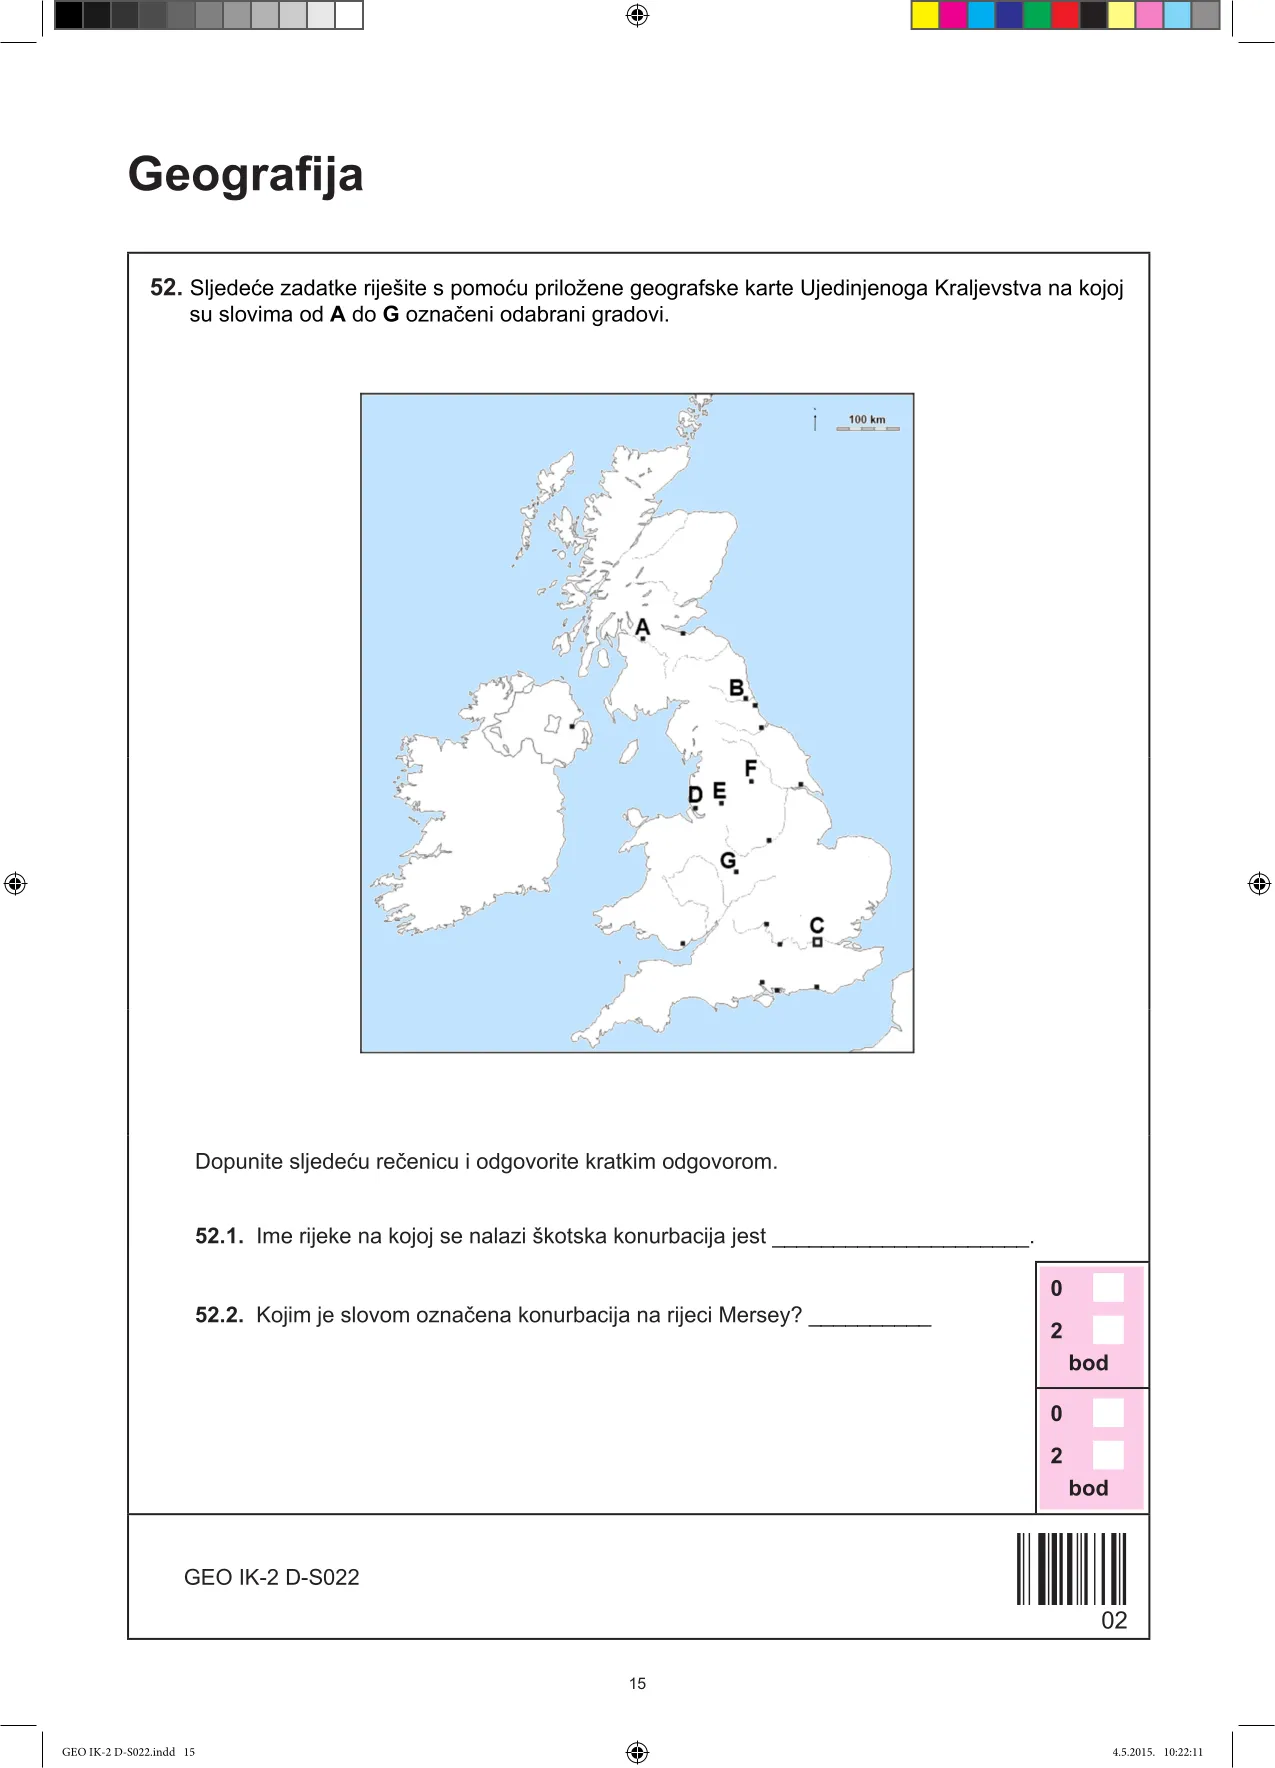 Geografija
52. Sljedeće zadatke riješite s pomoću priložene geografske karte Ujedinjenoga Kraljevstva na kojoj
su slovima od A do G označeni odabrani gradovi.
100 km
A
B
F
D E
G
C
Dopunite sljedeću rečenicu i odgovorite kratkim odgovorom.
52.1. Ime rijeke na kojoj se nalazi škotska konurbacija jest _____________________.
52.2. Kojim je slovom označena konurbacija na rijeci Mersey? __________
0
2
bod
0
2
bod
GEO IK-2 D-S022
02
15
GEO IK-2 D-S022.indd 15
4.5.2015. 10:22:11